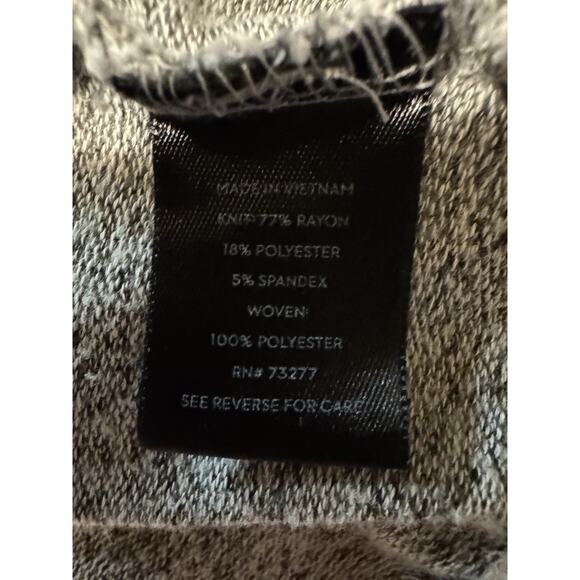 MADE IN VIETNAM
KNIT: 77% RAYON
18% POLYESTER
5% SPANDEX
WOVEN:
100% POLYESTER
RN# 73277
SEE REVERSE FOR CARE